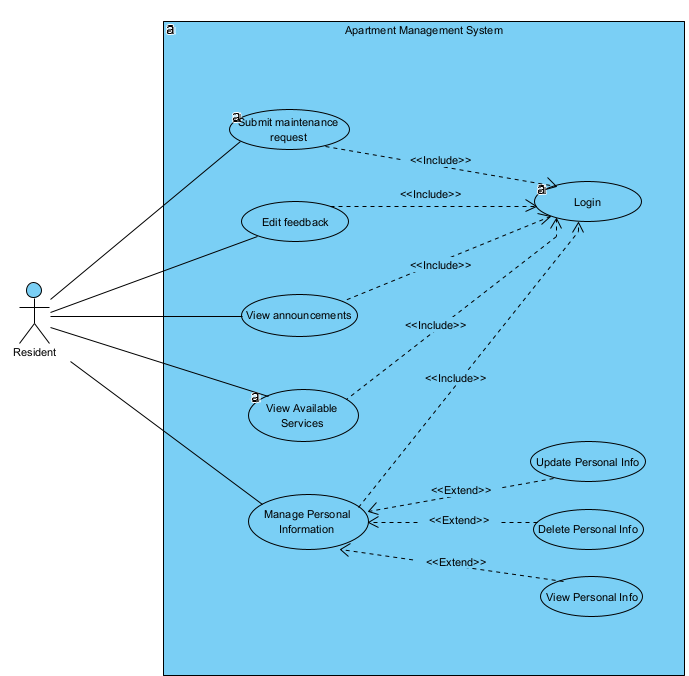 a
Apartment Management System
a
Submit maintenance
request
<<Include>>
a
Login
<<Include>>
Edit feedback
<<Include>>
View announcements
<<Include>>
Resident
a
View Available
Services
<<Include>>
Update Personal Info
<<Extend>>
Manage Personal
Information
<<Extend>>
Delete Personal Info
<<Extend>>
View Personal Info